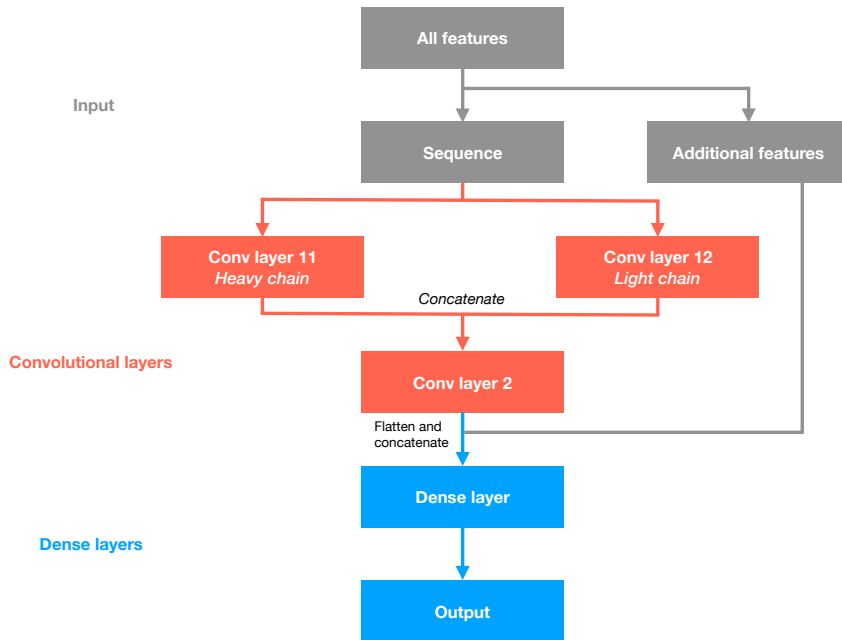 All features
Input
Sequence
Additional features
Conv layer 11
Heavy chain
Conv layer 12
Light chain
Concatenate
Convolutional layers
Conv layer 2
Flatten and
concatenate
Dense layer
Dense layers
Output